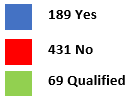 189 Yes
431 No
69 Qualified